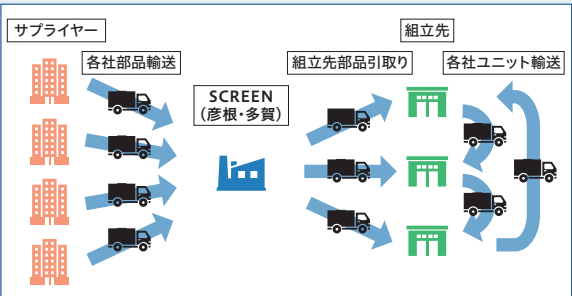 サプライヤー
組立先
各社部品輸送
組立先部品引取り
各社ユニット輸送
SCREEN
（彦根・多賀）